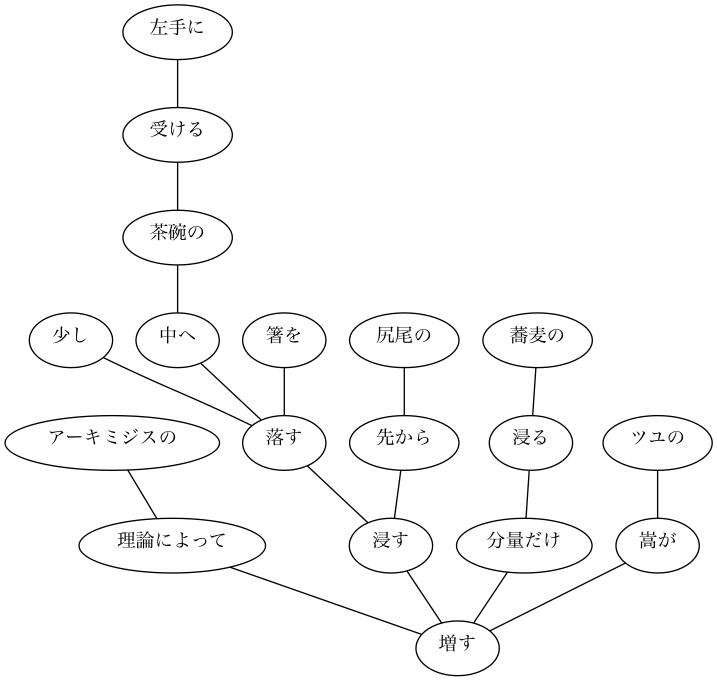 左手に
受ける
茶碗の
少し
中へ
箸を
尻尾の
蕎麦の
アーキミジスの
落す
先から
浸る
ツユの
理論によって
浸す
分量だけ
嵩が
増す